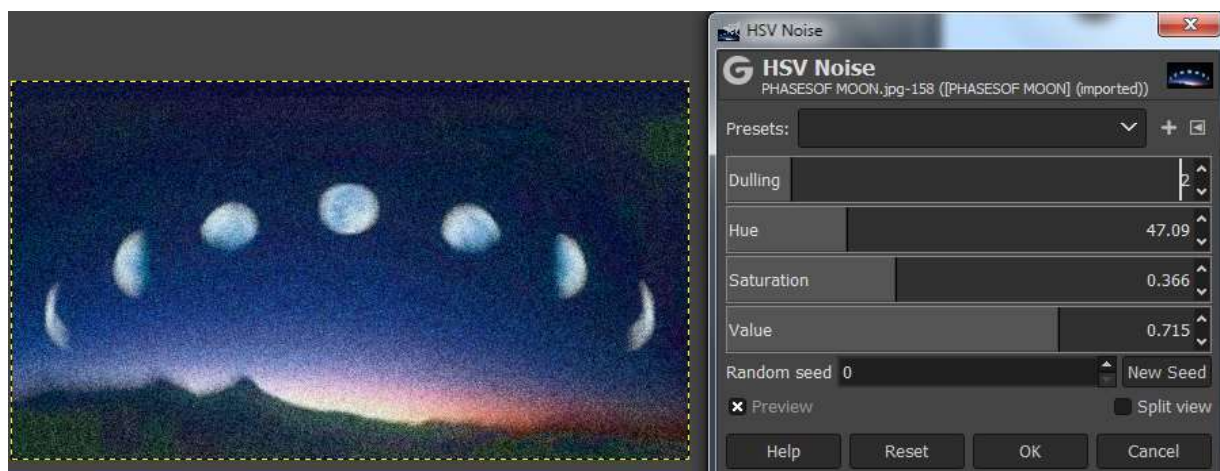 HSV Noise
HSV Noise
PHASESOF MOON.jpg-158 ([PHASESOF MOON] (imported))
Presets:
Dulling 2
Hue 47.09
Saturation 0.366
Value 0.715
Random seed 0 New Seed
Preview Split view
Help Reset OK Cancel